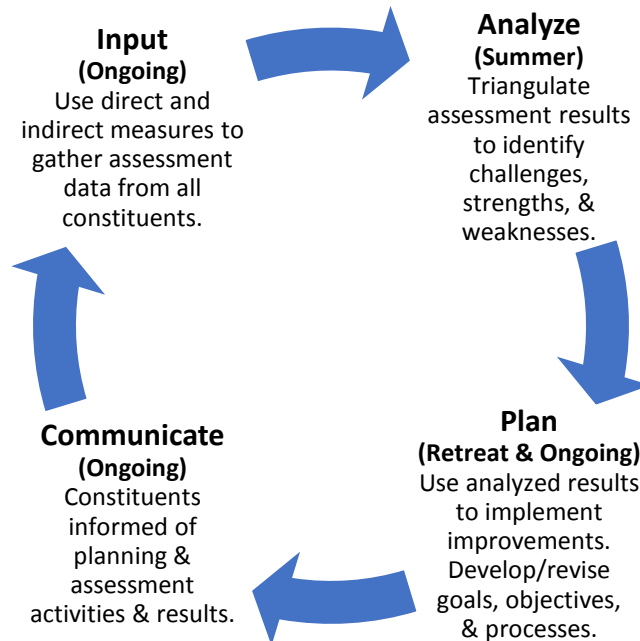 Input
(Ongoing)
Use direct and
indirect measures to
gather assessment
data from all
constituents.
Analyze
(Summer)
Triangulate
assessment results
to identify
challenges,
strengths, &
weaknesses.
Plan
(Retreat & Ongoing)
Use analyzed results
to implement
improvements.
Develop/revise
goals, objectives,
& processes.
Communicate
(Ongoing)
Constituents
informed of
planning &
assessment
activities & results.